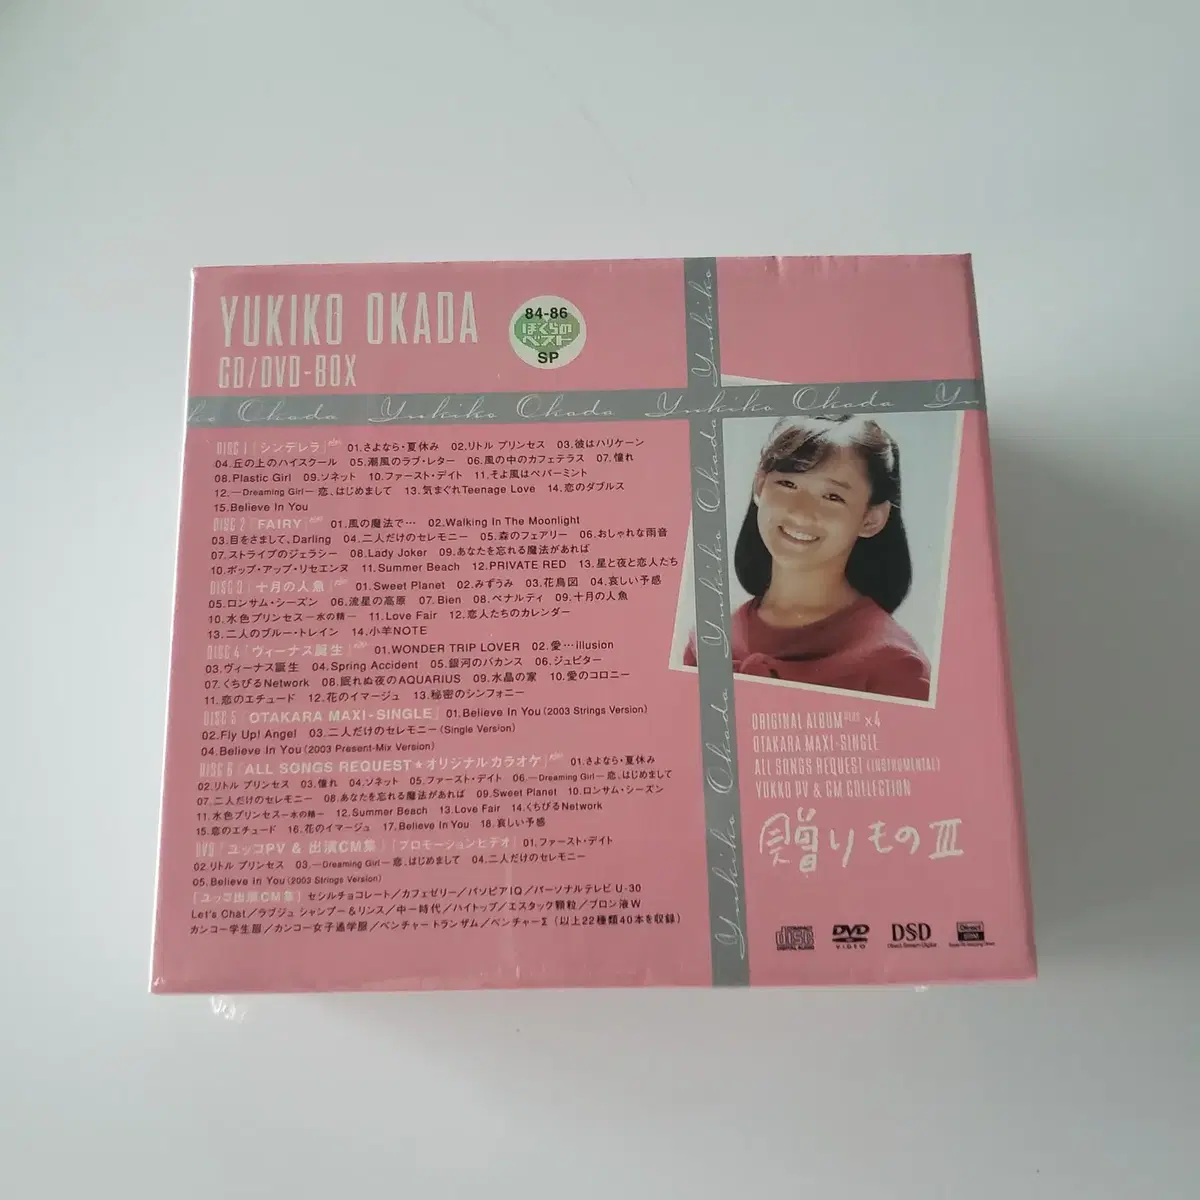 YUKIKO OKADA
CD/DVD-BOX
84-86
ぼくらの
ベスト
SP
Yukiko Okada Yukiko Okada Yukiko Okada
DISC 1「シンデレラ」plus 01.さよなら・夏休み 02.リトル プリンセス 03.彼はハリケーン
04.丘の上のハイスクール 05.潮風のラブ・レター 06.風の中のカフェテラス 07.憧れ
08.Plastic Girl 09.ソネット 10.ファースト・デイト 11.そよ風はペパーミント
12.―Dreaming Girl― 恋、はじめまして 13.気まぐれTeenage Love 14.恋のダブルス
15.Believe In You
DISC 2「FAIRY」plus 01.風の魔法で… 02.Walking In The Moonlight
03.目をさまして、Darling 04.二人だけのセレモニー 05.森のフェアリー 06.おしゃれな雨音
07.ストライプのジェラシー 08.Lady Joker 09.あなたを忘れる魔法があれば
10.ポップ・アップ・リセエンヌ 11.Summer Beach 12.PRIVATE RED 13.星と夜と恋人たち
DISC 3「十月の人魚」plus 01.Sweet Planet 02.みずうみ 03.花鳥図 04.哀しい予感
05.ロンサム・シーズン 06.流星の高原 07.Bien 08.ペナルティ 09.十月の人魚
10.水色プリンセス―水の精― 11.Love Fair 12.恋人たちのカレンダー
13.二人のブルー・トレイン 14.小羊NOTE
DISC 4「ヴィーナス誕生」plus 01.WONDER TRIP LOVER 02.愛…illusion
03.ヴィーナス誕生 04.Spring Accident 05.銀河のバカンス 06.ジュピター
07.くちびるNetwork 08.眠れぬ夜のAQUARIUS 09.水晶の家 10.愛のコロニー
11.恋のエチュード 12.花のイマージュ 13.秘密のシンフォニー
DISC 5「OTAKARA MAXI-SINGLE」01.Believe In You (2003 Strings Version)
02.Fly Up! Angel 03.二人だけのセレモニー (Single Version)
04.Believe In You (2003 Present-Mix Version)
DISC 6「ALL SONGS REQUEST★オリジナルカラオケ」plus 01.さよなら・夏休み
02.リトル プリンセス 03.憧れ 04.ソネット 05.ファースト・デイト 06.―Dreaming Girl― 恋、はじめまして
07.二人だけのセレモニー 08.あなたを忘れる魔法があれば 09.Sweet Planet 10.ロンサム・シーズン
11.水色プリンセス―水の精― 12.Summer Beach 13.Love Fair 14.くちびるNetwork
15.恋のエチュード 16.花のイマージュ 17.Believe In You 18.哀しい予感
DVD「ユッコPV & 出演CM集」「プロモーションビデオ」01.ファースト・デイト
02.リトル プリンセス 03.―Dreaming Girl― 恋、はじめまして 04.二人だけのセレモニー
05.Believe In You (2003 Strings Version)
「ユッコ出演CM集」セシルチョコレート/カフェゼリー/パソピアIQ/パーソナルテレビ U-30
Let's Chat/ラブジュ シャンプー&リンス/中一時代/ハイトップ/エスタック顆粒/ブロン液W
カンコー学生服/カンコー女子通学服/ベンチャー トランザム/ベンチャーΣ (以上22種類40本を収録)
Yukiko Okada Yukiko Okada Yukiko
ORIGINAL ALBUM plus x4
OTAKARA MAXI-SINGLE
ALL SONGS REQUEST (INSTRUMENTAL)
YUKKO PV & CM COLLECTION
贈りものⅢ
COMPACT disc DIGITAL AUDIO
DVD VIDEO
DSD Direct Stream Digital